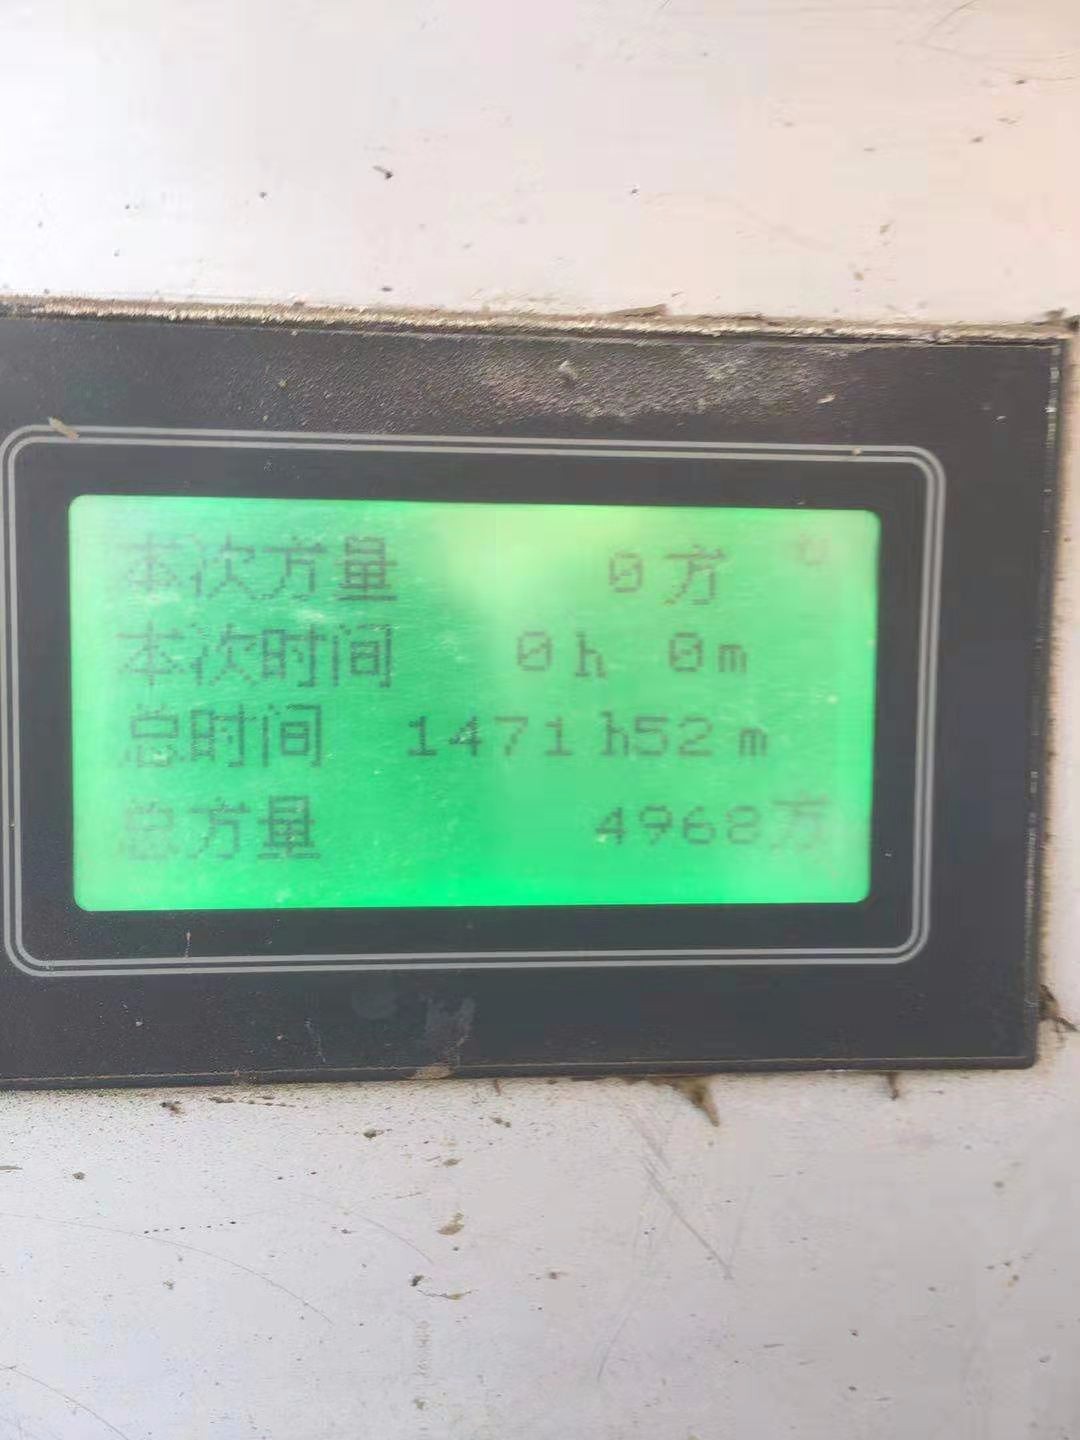 本次方量 0方
本次时间 0h 0m
总时间 1471h52m
总方量 4968方